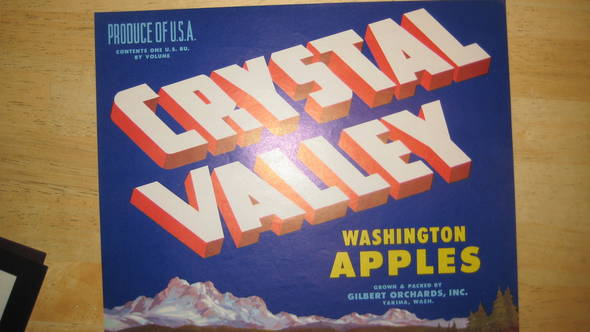 PRODUCE OF U.S.A.
CONTENTS ONE U.S. BU.
BY VOLUME
CRYSTAL
VALLEY
WASHINGTON
APPLES
GROWN & PACKED BY
GILBERT ORCHARDS, INC.
YAKIMA, WASH.